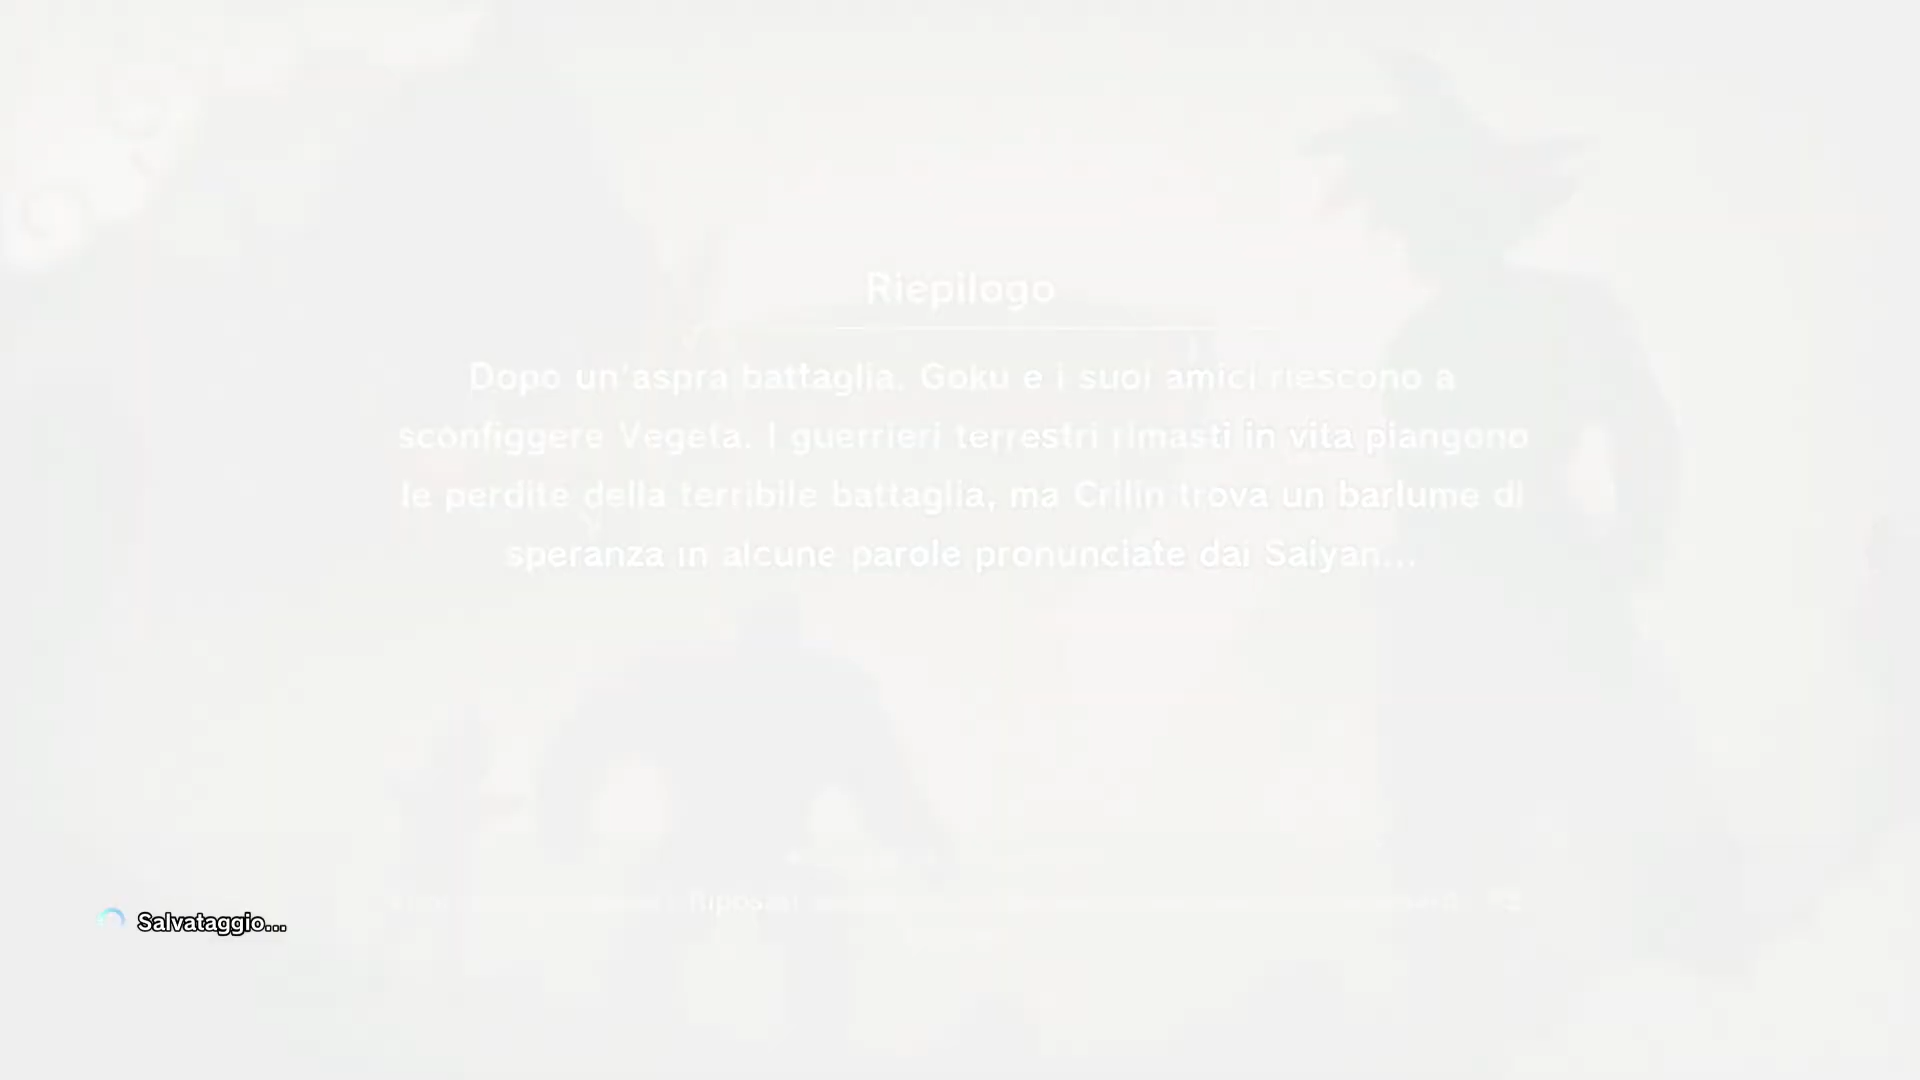 Riepilogo
Dopo un'aspra battaglia, Goku e i suoi amici riescono a
sconfiggere Vegeta. I guerrieri terrestri rimasti in vita piangono
le perdite della terribile battaglia, ma Crilin trova un barlume di
speranza in alcune parole pronunciate dai Saiyan...
Salvataggio...